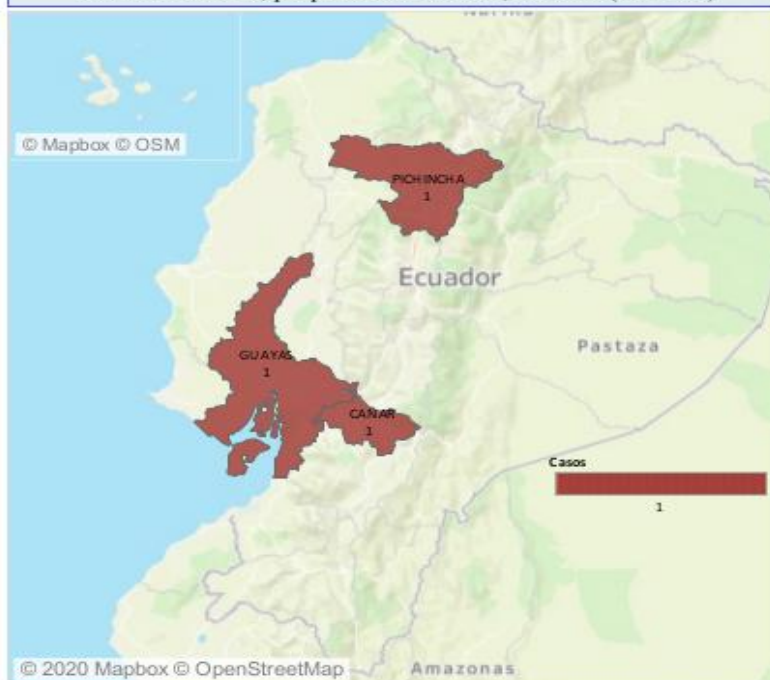 © Mapbox © OSM
PICHINCHA
1
Ecuador
Pastaza
GUAYAS
1
CAÑAR
1
Casos
1
© 2020 Mapbox © OpenStreetMap
Amazonas